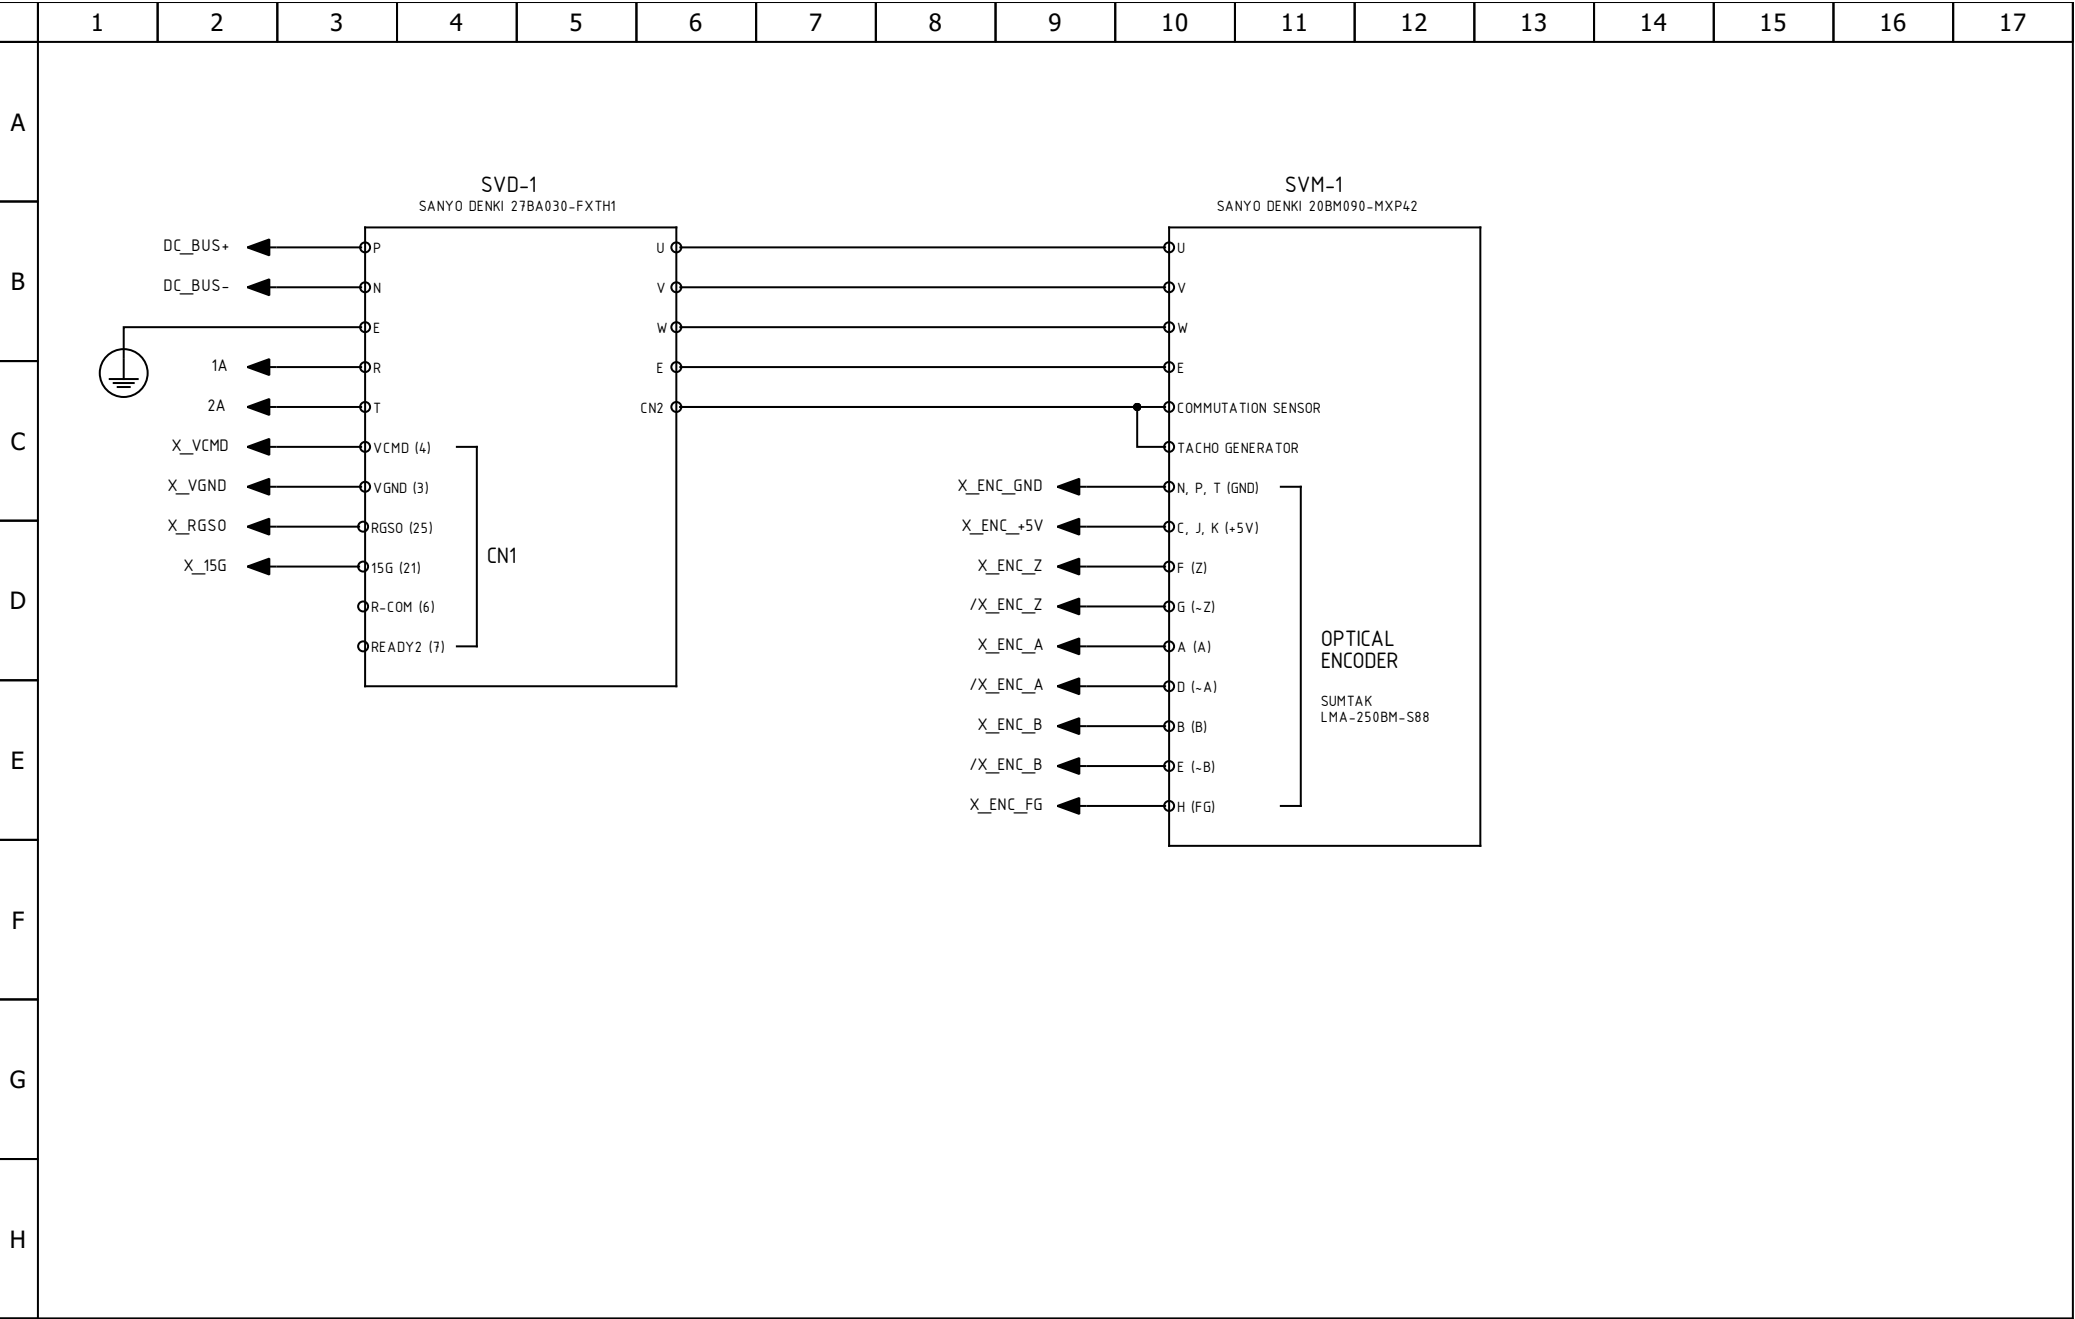 1 2 3 4 5 6 7 8 9 10 11 12 13 14 15 16 17
A
SVD-1
SANYO DENKI 27BA030-FXTH1
SVM-1
SANYO DENKI 20BM090-MXP42
B
DC_BUS+ P U U
DC_BUS- N V V
E W W
1A R E E
2A T CN2 COMMUTATION SENSOR
C
X_VCMD VCMD (4) TACHO GENERATOR
X_VGND VGND (3) X_ENC_GND N, P, T (GND)
X_RGSO RGSO (25) X_ENC_+5V C, J, K (+5V)
CN1
X_15G 15G (21) X_ENC_Z F (Z)
D
R-COM (6) /X_ENC_Z G (~Z)
READY2 (7) X_ENC_A A (A)
OPTICAL
ENCODER
/X_ENC_A D (~A)
SUMTAK
LMA-250BM-S88
X_ENC_B B (B)
E
/X_ENC_B E (~B)
X_ENC_FG H (FG)
F
G
H